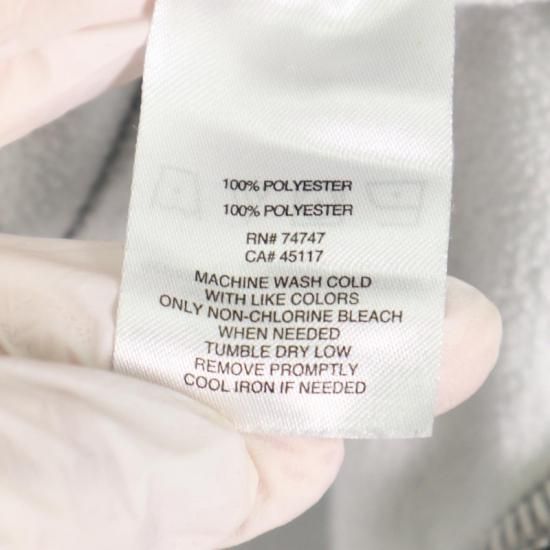 100% POLYESTER
100% POLYESTER
RN# 74747
CA# 45117
MACHINE WASH COLD
WITH LIKE COLORS
ONLY NON-CHLORINE BLEACH
WHEN NEEDED
TUMBLE DRY LOW
REMOVE PROMPTLY
COOL IRON IF NEEDED